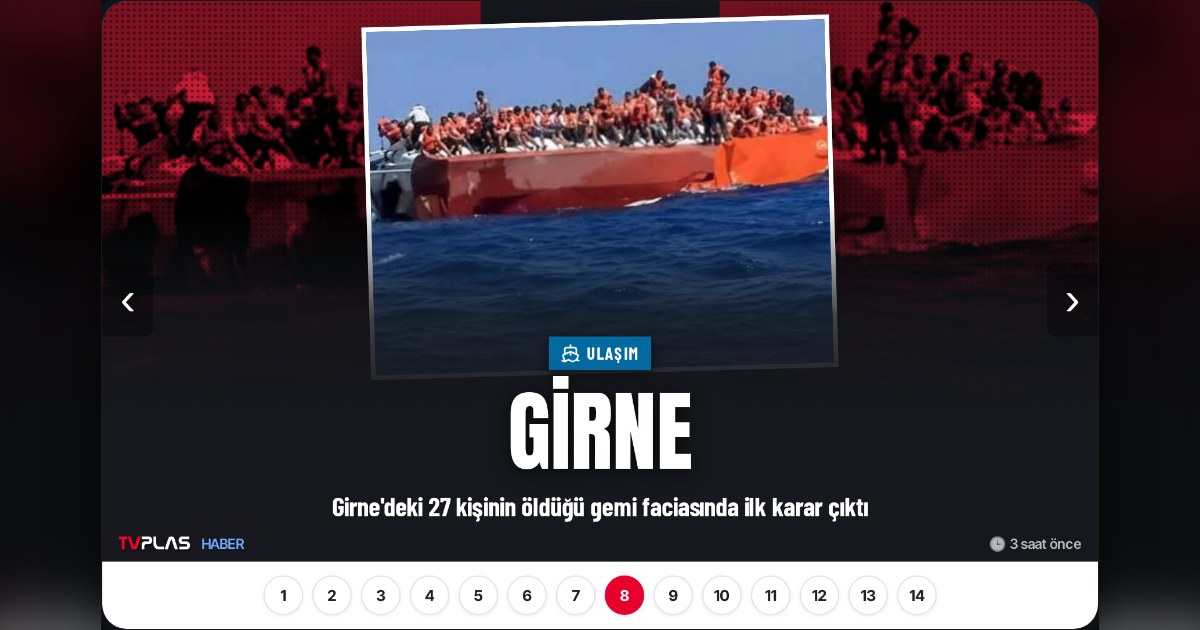 ULAŞIM
GİRNE
Girne'deki 27 kişinin öldüğü gemi faciasında ilk karar çıktı
TVPLAS HABER
3 saat önce
1 2 3 4 5 6 7 8 9 10 11 12 13 14